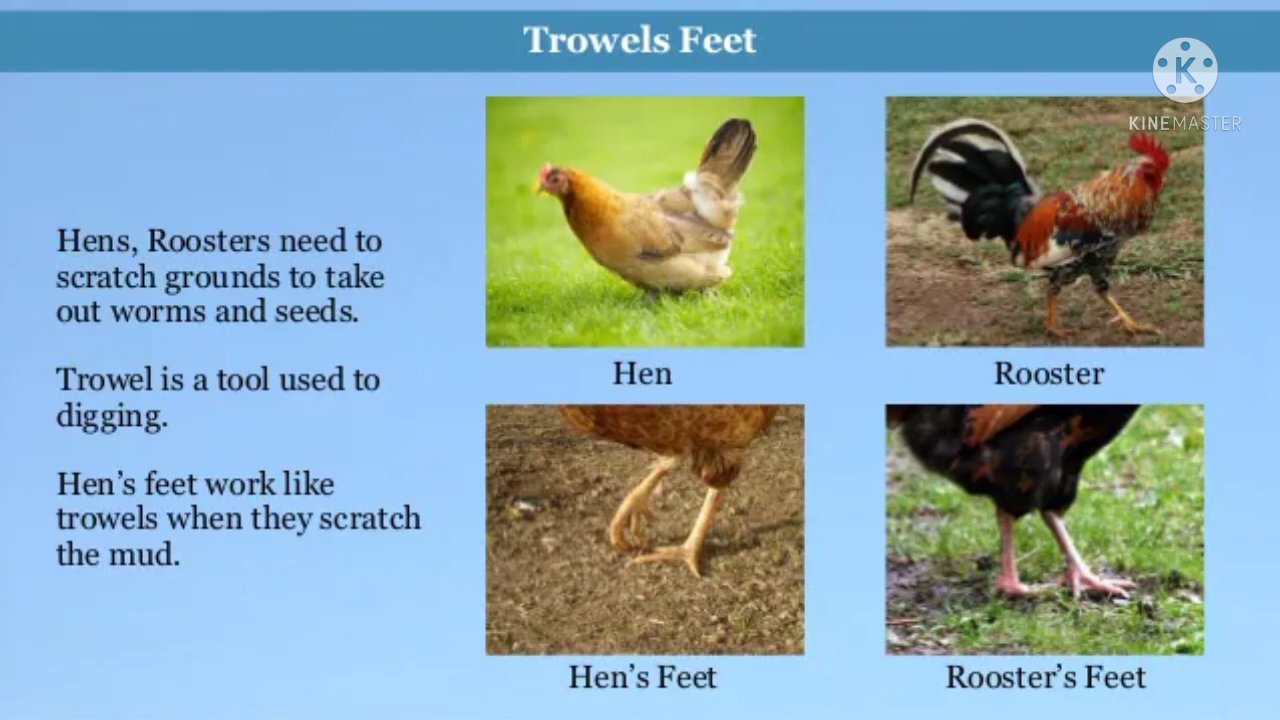 Trowels Feet
K
KINEMASTER
Hens, Roosters need to
scratch grounds to take
out worms and seeds.
Trowel is a tool used to
digging.
Hen’s feet work like
trowels when they scratch
the mud.
Hen
Rooster
Hen’s Feet
Rooster’s Feet